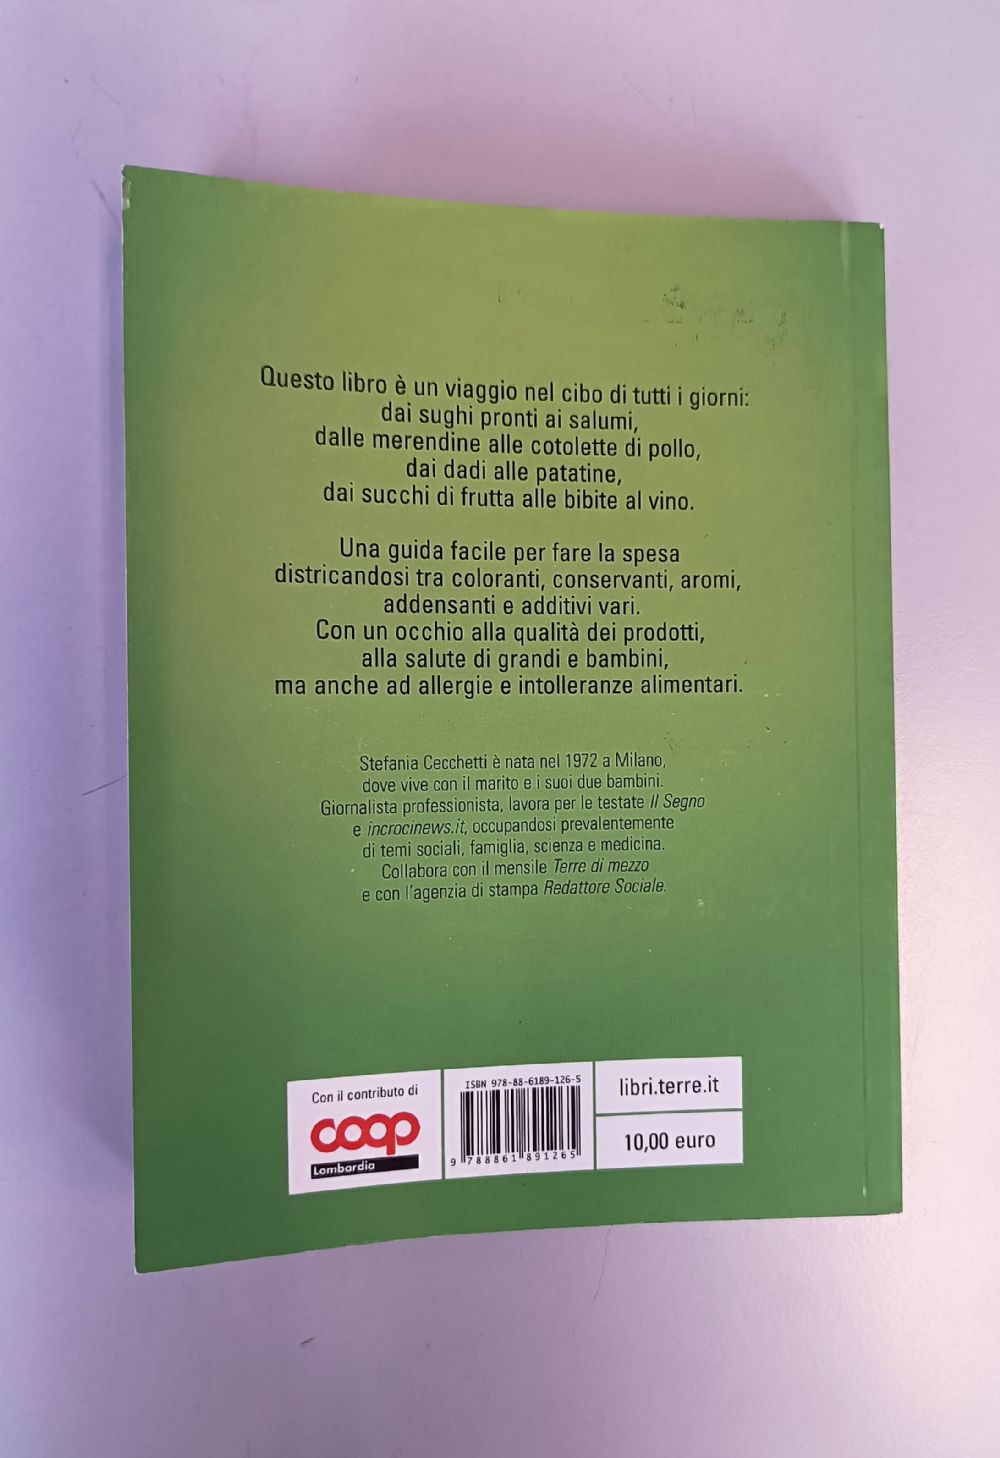 Questo libro è un viaggio nel cibo di tutti i giorni:
dai sughi pronti ai salumi,
dalle merendine alle cotolette di pollo,
dai dadi alle patatine,
dai succhi di frutta alle bibite al vino.
Una guida facile per fare la spesa
districandosi tra coloranti, conservanti, aromi,
addensanti e additivi vari.
Con un occhio alla qualità dei prodotti,
alla salute di grandi e bambini,
ma anche ad allergie e intolleranze alimentari.
Stefania Cecchetti è nata nel 1972 a Milano,
dove vive con il marito e i suoi due bambini.
Giornalista professionista, lavora per le testate Il Segno
e incrocinews.it, occupandosi prevalentemente
di temi sociali, famiglia, scienza e medicina.
Collabora con il mensile Terre di mezzo
e con l'agenzia di stampa Redattore Sociale.
Con il contributo di
coop
Lombardia
ISBN 978-88-6189-126-5
9 788861 891265
libri.terre.it
10,00 euro